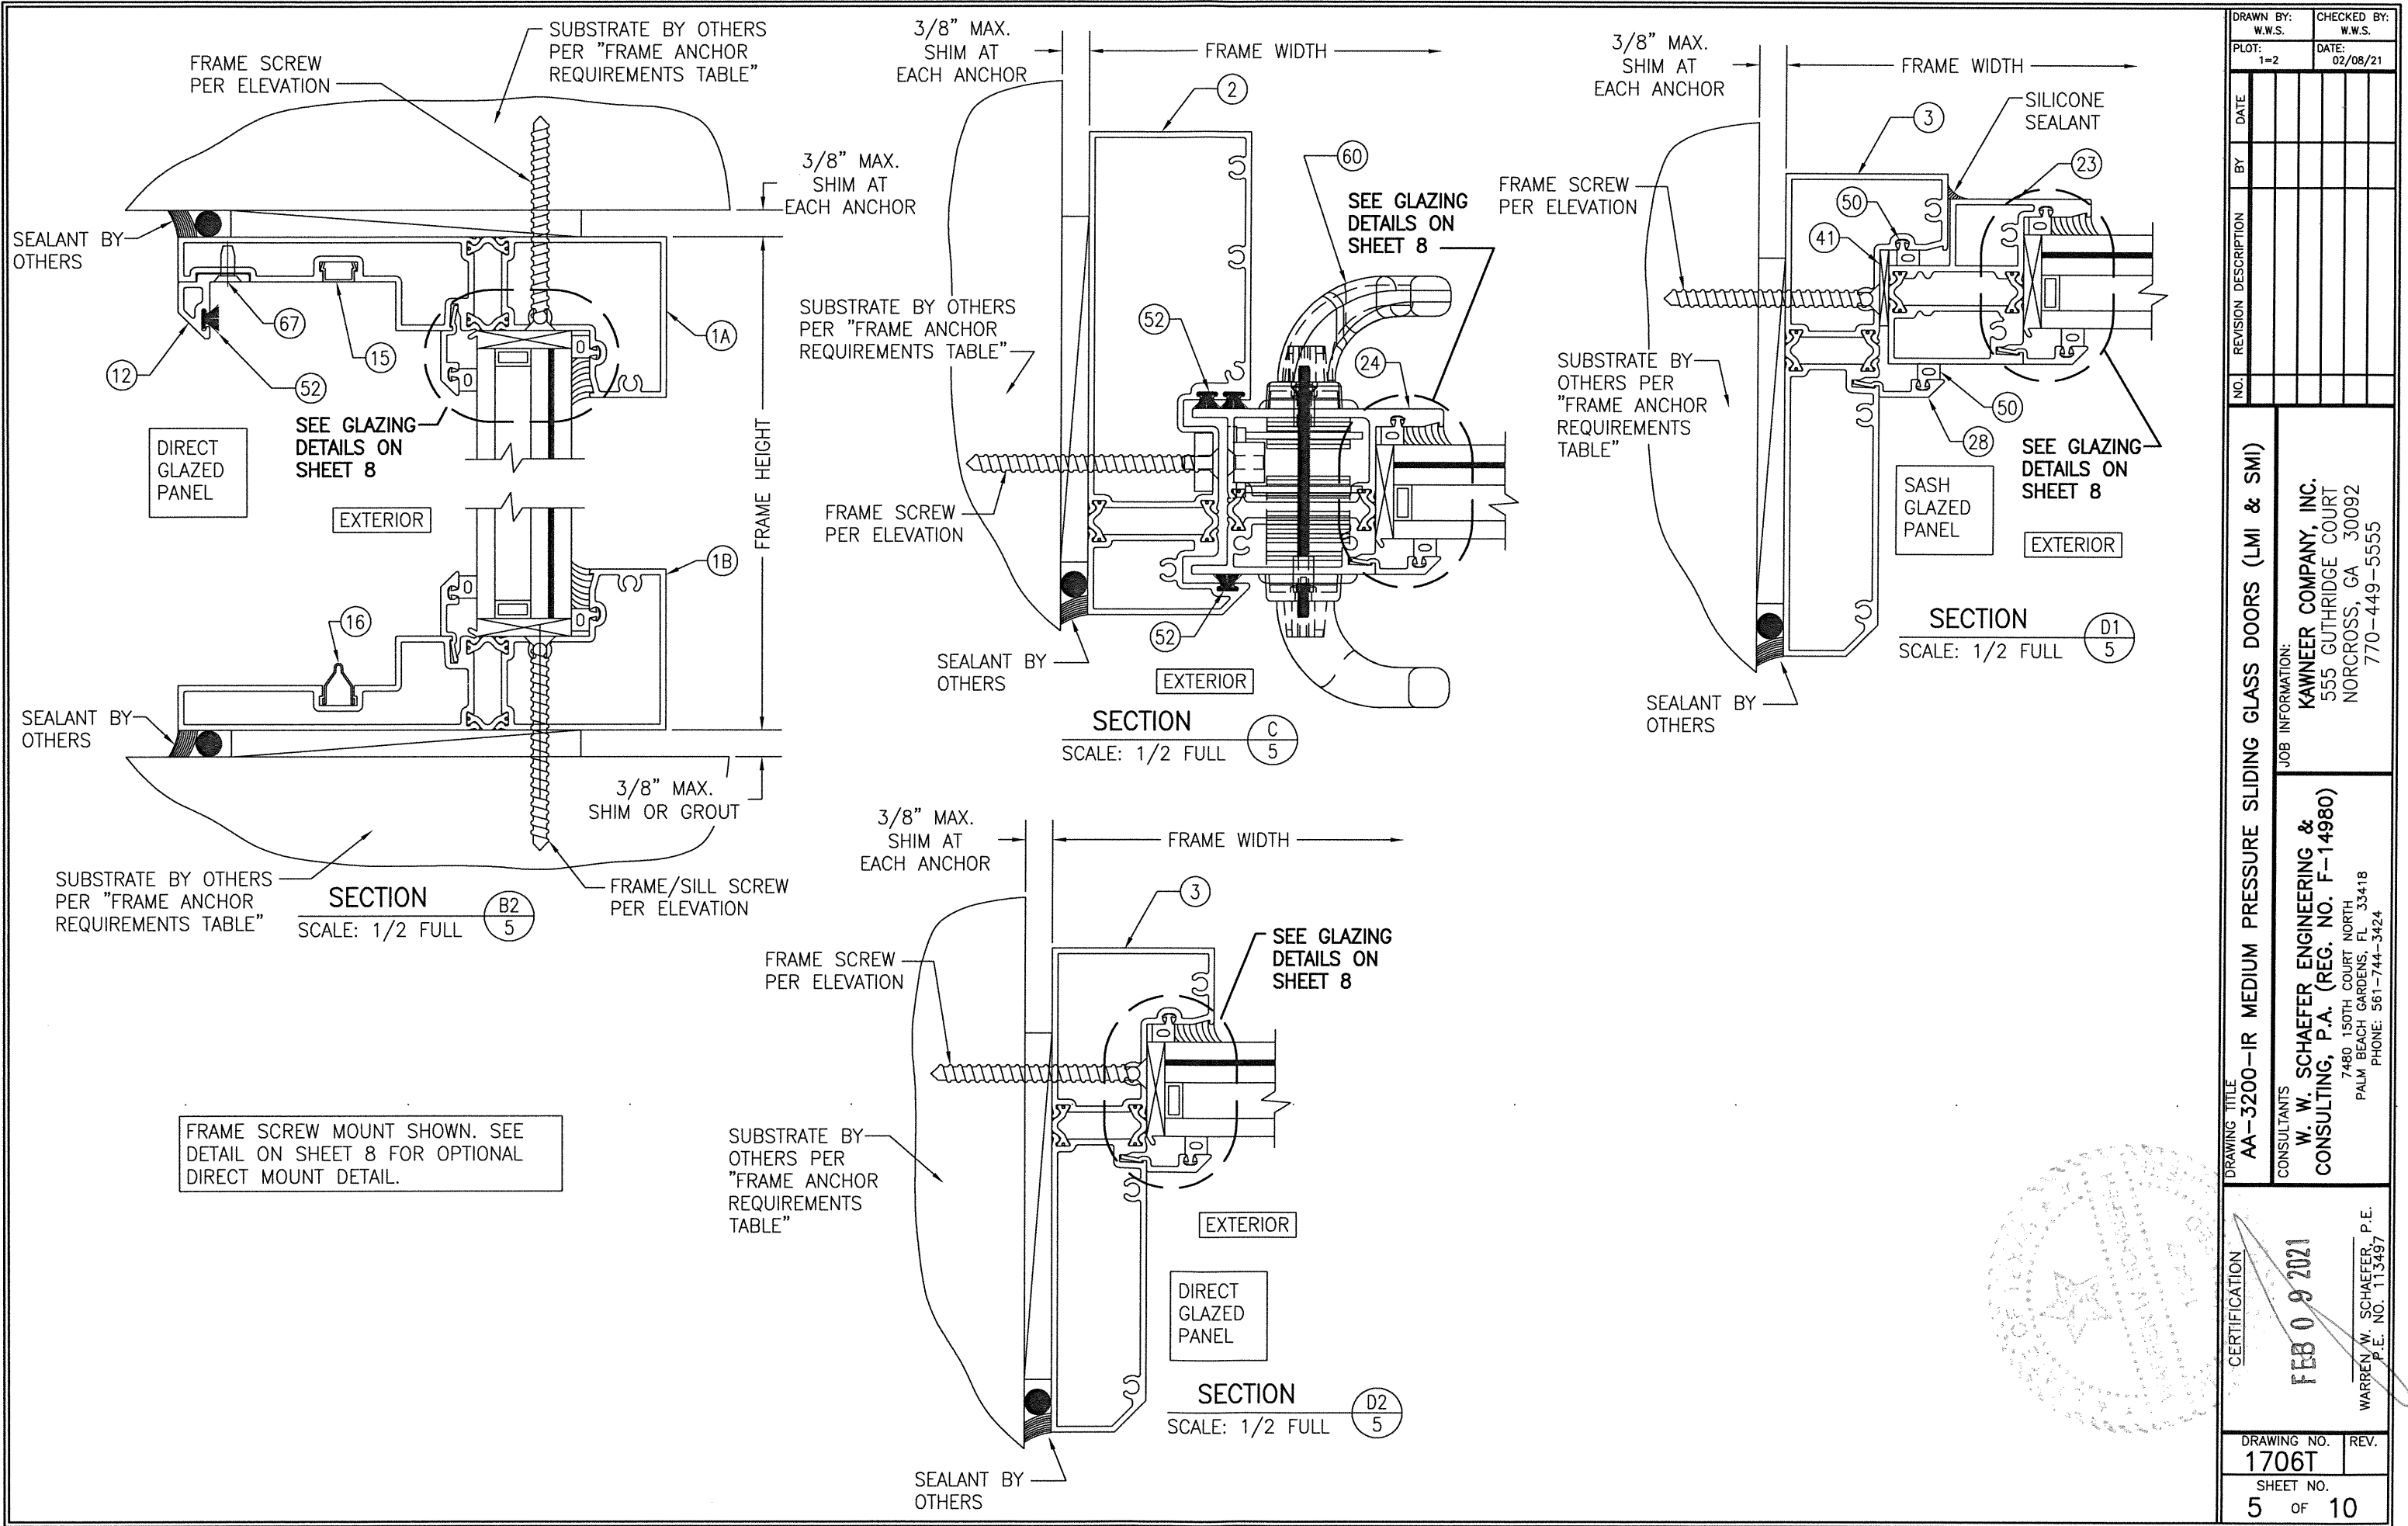 FRAME SCREW
PER ELEVATION
SUBSTRATE BY OTHERS
PER "FRAME ANCHOR
REQUIREMENTS TABLE"
3/8" MAX.
SHIM AT
EACH ANCHOR
SEALANT BY
OTHERS
12
67
52
15
1A
SEE GLAZING
DETAILS ON
SHEET 8
DIRECT
GLAZED
PANEL
EXTERIOR
FRAME HEIGHT
1B
16
SEALANT BY
OTHERS
3/8" MAX.
SHIM OR GROUT
SUBSTRATE BY OTHERS
PER "FRAME ANCHOR
REQUIREMENTS TABLE"
FRAME/SILL SCREW
PER ELEVATION
SECTION
SCALE: 1/2 FULL
B2
5
3/8" MAX.
SHIM AT
EACH ANCHOR
FRAME WIDTH
2
60
SEE GLAZING
DETAILS ON
SHEET 8
SUBSTRATE BY OTHERS
PER "FRAME ANCHOR
REQUIREMENTS TABLE"
52
24
FRAME SCREW
PER ELEVATION
52
SEALANT BY
OTHERS
EXTERIOR
SECTION
SCALE: 1/2 FULL
C
5
3/8" MAX.
SHIM AT
EACH ANCHOR
FRAME WIDTH
SILICONE
SEALANT
3
23
FRAME SCREW
PER ELEVATION
50
41
SUBSTRATE BY
OTHERS PER
"FRAME ANCHOR
REQUIREMENTS
TABLE"
50
28
SEE GLAZING
DETAILS ON
SHEET 8
SASH
GLAZED
PANEL
EXTERIOR
SECTION
SCALE: 1/2 FULL
D1
5
SEALANT BY
OTHERS
3/8" MAX.
SHIM AT
EACH ANCHOR
FRAME WIDTH
3
SEE GLAZING
DETAILS ON
SHEET 8
FRAME SCREW
PER ELEVATION
SUBSTRATE BY
OTHERS PER
"FRAME ANCHOR
REQUIREMENTS
TABLE"
EXTERIOR
DIRECT
GLAZED
PANEL
SECTION
SCALE: 1/2 FULL
D2
5
SEALANT BY
OTHERS
FRAME SCREW MOUNT SHOWN. SEE
DETAIL ON SHEET 8 FOR OPTIONAL
DIRECT MOUNT DETAIL.
DRAWN BY:
W.W.S.
CHECKED BY:
W.W.S.
PLOT:
1=2
DATE:
02/08/21
NO.
REVISION DESCRIPTION
BY
DATE
DRAWING TITLE
AA-3200-IR MEDIUM PRESSURE SLIDING GLASS DOORS (LMI & SMI)
JOB INFORMATION:
KAWNEER COMPANY, INC.
555 GUTHRIDGE COURT
NORCROSS, GA 30092
770-449-5555
CONSULTANTS
W. W. SCHAEFER ENGINEERING &
CONSULTING, P.A. (REG. NO. F-14980)
7480 150TH COURT NORTH
PALM BEACH GARDENS, FL 33418
PHONE: 561-744-3424
CERTIFICATION
FEB 09 2021
WARREN W. SCHAEFER, P.E.
P.E. NO. 113497
DRAWING NO.
1706T
REV.
SHEET NO.
5 OF 10